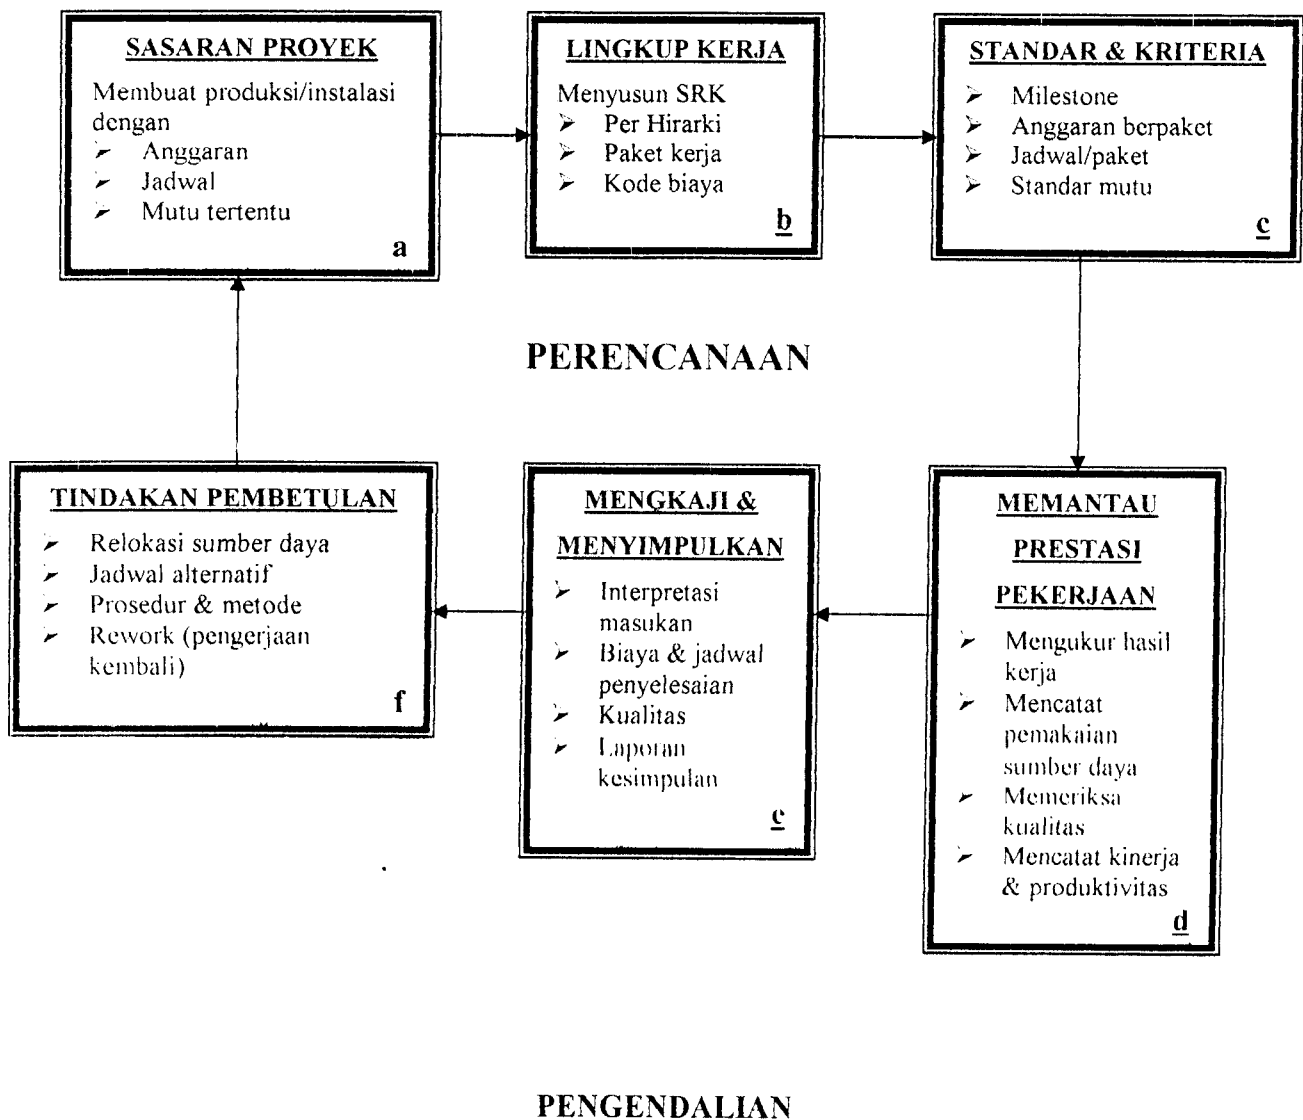 SASARAN PROYEK
Membuat produksi/instalasi
dengan
➤ Anggaran
➤ Jadwal
➤ Mutu tertentu
a
LINGKUP KERJA
Menyusun SRK
➤ Per Hirarki
➤ Paket kerja
➤ Kode biaya
b
STANDAR & KRITERIA
➤ Milestone
➤ Anggaran berpaket
➤ Jadwal/paket
➤ Standar mutu
c
PERENCANAAN
TINDAKAN PEMBETULAN
➤ Relokasi sumber daya
➤ Jadwal alternatif
➤ Prosedur & metode
➤ Rework (pengerjaan
kembali)
f
MENGKAJI &
MENYIMPULKAN
➤ Interpretasi
masukan
➤ Biaya & jadwal
penyelesaian
➤ Kualitas
➤ Laporan
kesimpulan
e
MEMANTAU
PRESTASI
PEKERJAAN
➤ Mengukur hasil
kerja
➤ Mencatat
pemakaian
sumber daya
➤ Memeriksa
kualitas
➤ Mencatat kinerja
& produktivitas
d
PENGENDALIAN